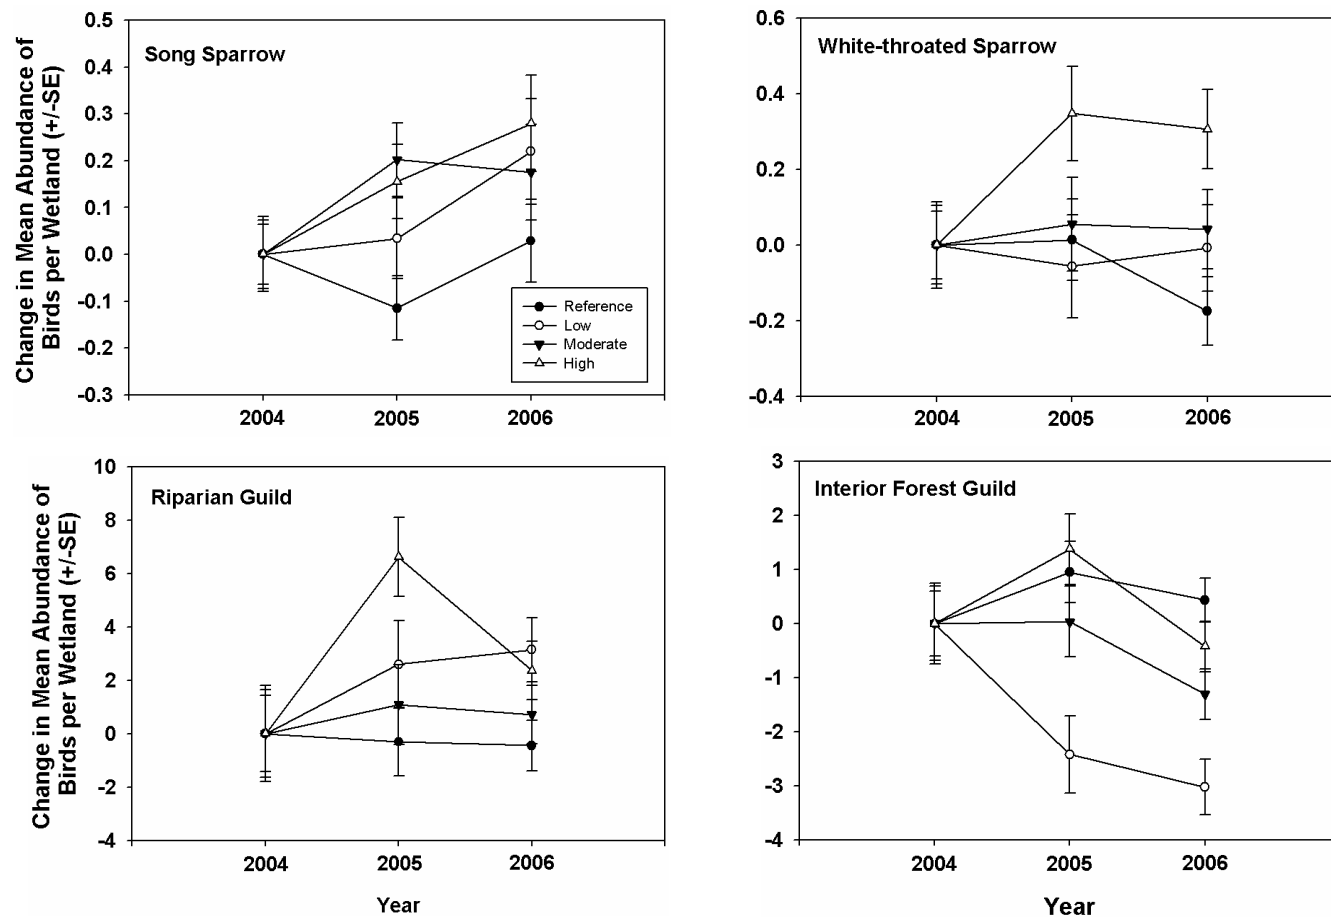 Change in Mean Abundance of
Birds per Wetland (+/-SE)
Song Sparrow
0.5
0.4
0.3
0.2
0.1
0.0
-0.1
-0.2
-0.3
2004 2005 2006
Reference
Low
Moderate
High
White-throated Sparrow
0.6
0.4
0.2
0.0
-0.2
-0.4
2004 2005 2006
Change in Mean Abundance of
Birds per Wetland (+/-SE)
Riparian Guild
10
8
6
4
2
0
-2
-4
2004 2005 2006
Year
Interior Forest Guild
3
2
1
0
-1
-2
-3
-4
2004 2005 2006
Year